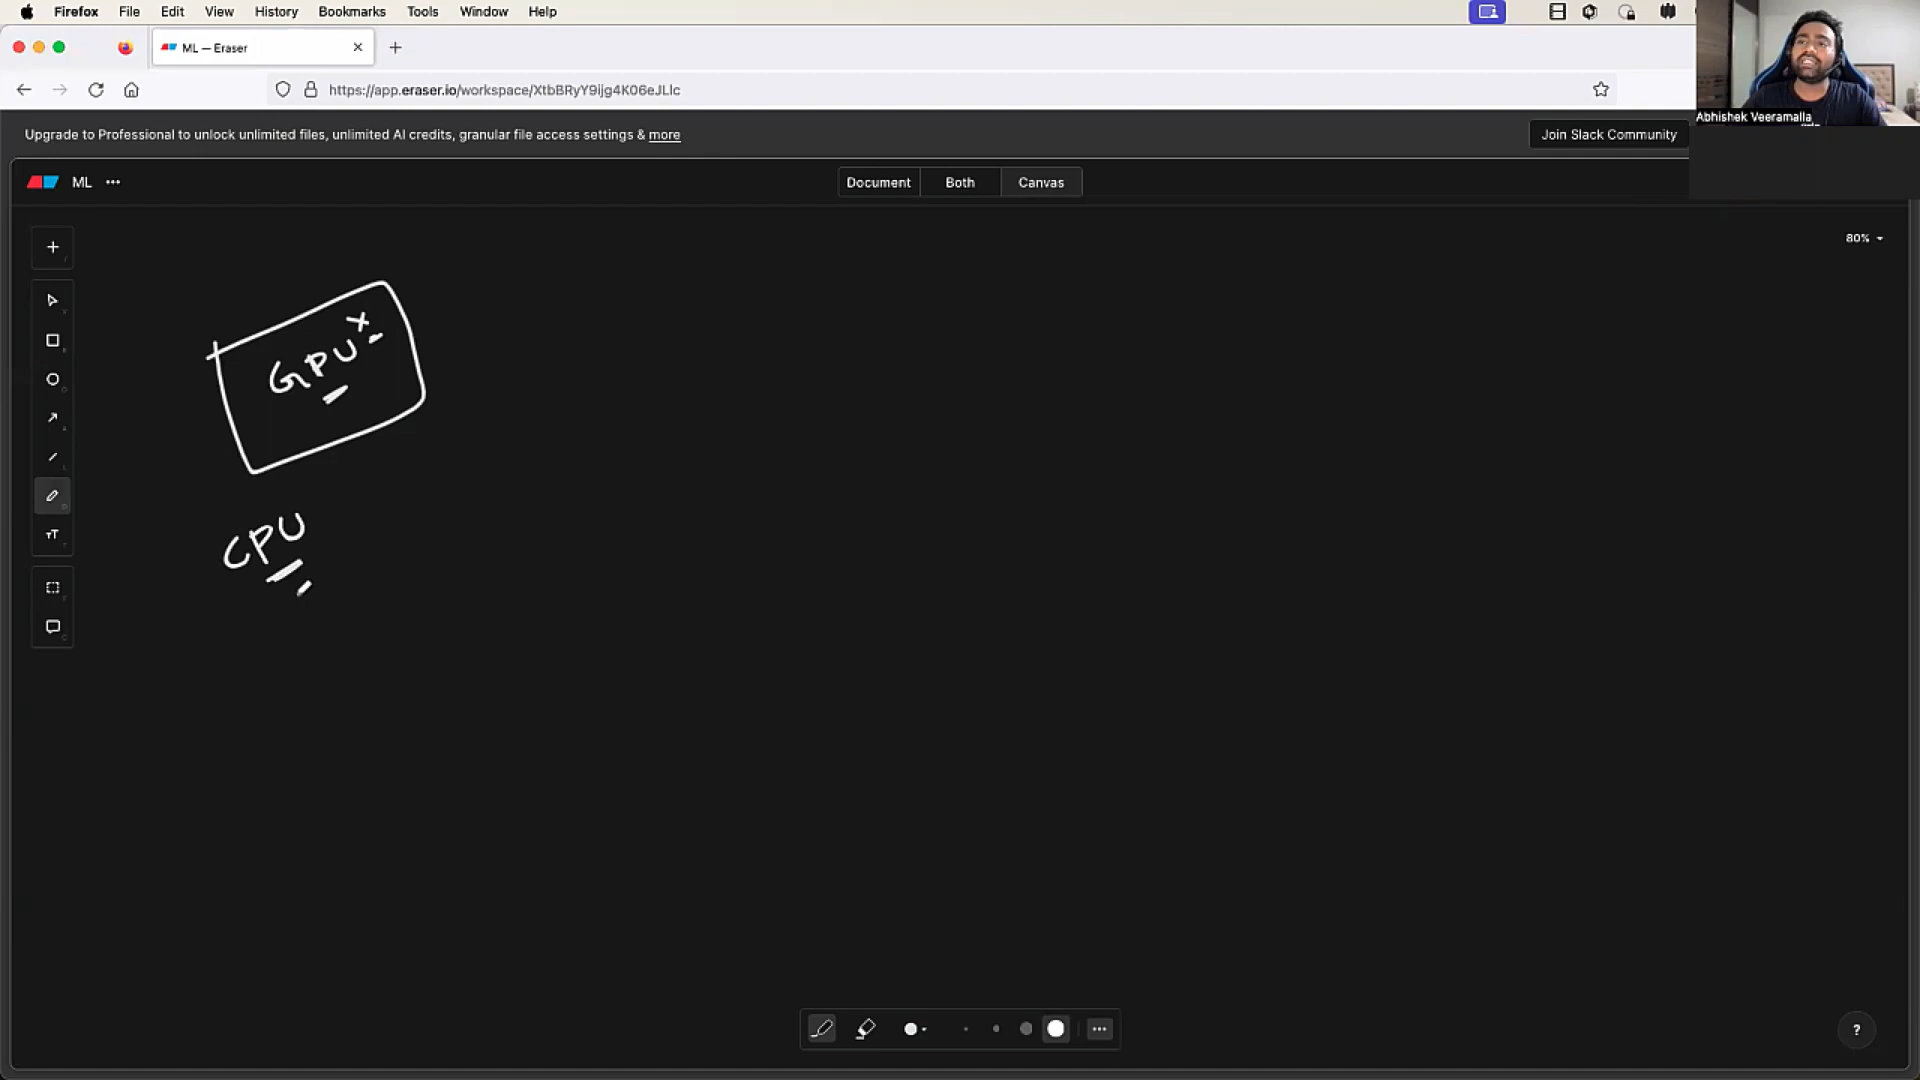 Firefox File Edit View History Bookmarks Tools Window Help
ML — Eraser
https://app.eraser.io/workspace/XtbBRyY9ijg4K06eJLlc
Abhishek Veeramalla
Upgrade to Professional to unlock unlimited files, unlimited AI credits, granular file access settings & more
Join Slack Community
ML
Document Both Canvas
80%
GPU x
CPU
TT
?